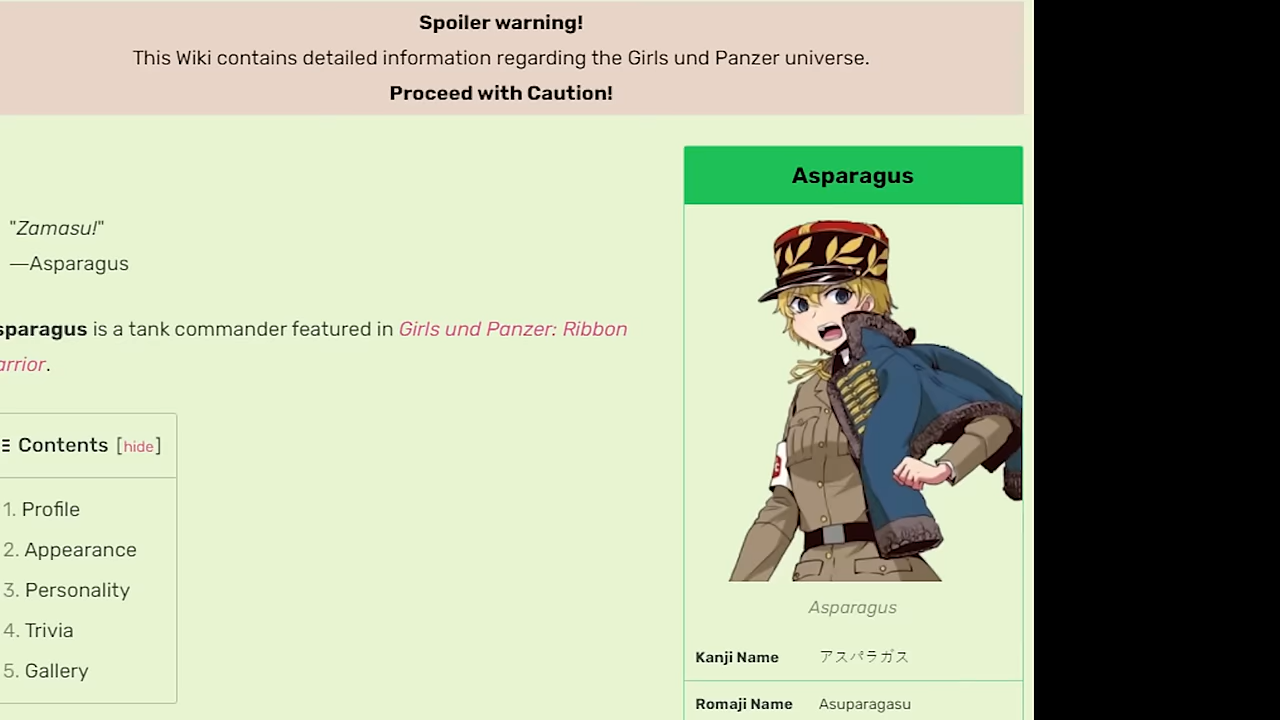 Spoiler warning!
This Wiki contains detailed information regarding the Girls und Panzer universe.
Proceed with Caution!
Asparagus
"Zamasu!"
—Asparagus
sparagus is a tank commander featured in Girls und Panzer: Ribbon
arrior.
Contents [hide]
1. Profile
2. Appearance
3. Personality
4. Trivia
5. Gallery
Asparagus
Kanji Name アスパラガス
Romaji Name Asuparagasu